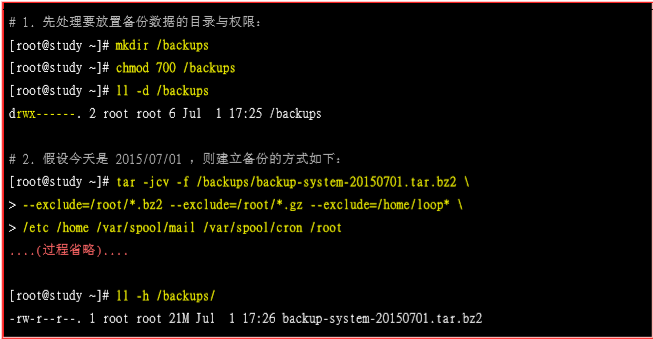 # 1. 先处理要放置备份数据的目录与权限：
[root@study ~]# mkdir /backups
[root@study ~]# chmod 700 /backups
[root@study ~]# ll -d /backups
drwx------. 2 root root 6 Jul  1 17:25 /backups
# 2. 假设今天是 2015/07/01 ，则建立备份的方式如下：
[root@study ~]# tar -jcv -f /backups/backup-system-20150701.tar.bz2 \
> --exclude=/root/*.bz2 --exclude=/root/*.gz --exclude=/home/loop* \
> /etc /home /var/spool/mail /var/spool/cron /root
....(过程省略)....
[root@study ~]# ll -h /backups/
-rw-r--r--. 1 root root 21M Jul  1 17:26 backup-system-20150701.tar.bz2